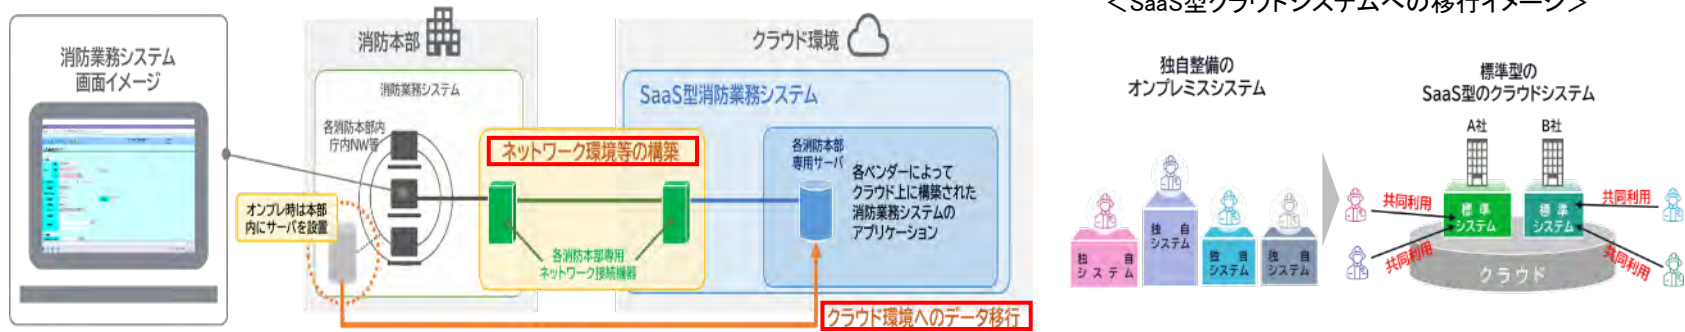 消防業務システム
画面イメージ
消防本部
消防業務システム
各消防本部内
庁内NW等
オンプレ時は本部
内にサーバを設置
ネットワーク環境等の構築
各消防本部専用
ネットワーク接続機器
クラウド環境
SaaS型消防業務システム
各消防本部
専用サーバ
各ベンダーによって
クラウド上に構築された
消防業務システムの
アプリケーション
クラウド環境へのデータ移行
＜SaaS型クラウドシステムへの移行イメージ＞
独自整備の
オンプレミスシステム
独　自
システム
独　自
システム
独　自
システム
独　自
システム
標準型の
SaaS型のクラウドシステム
A社
B社
共同利用
共同利用
標　準
システム
標　準
システム
共同利用
共同利用
クラウド